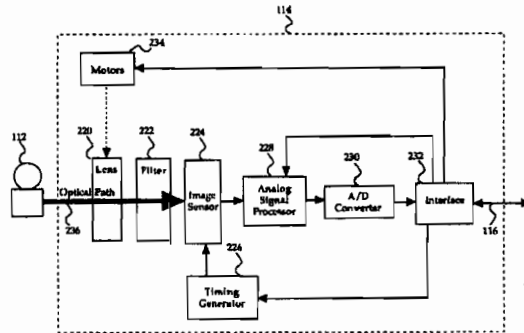 114
234
Motors
112
220
222
224
Lens
Filter
228
230
232
Optical Path
Image
Sensor
Analog
Signal
Processor
A/D
Converter
Interface
236
116
226
Timing
Generator